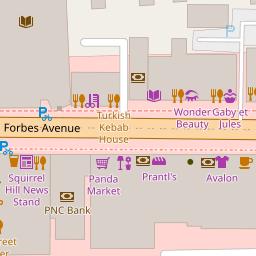 Turkish
Kebab
House
Wonder
Beauty
Gaby et
Jules
Forbes Avenue
Squirrel
Hill News
Stand
Panda
Market
Prantl's
Avalon
PNC Bank